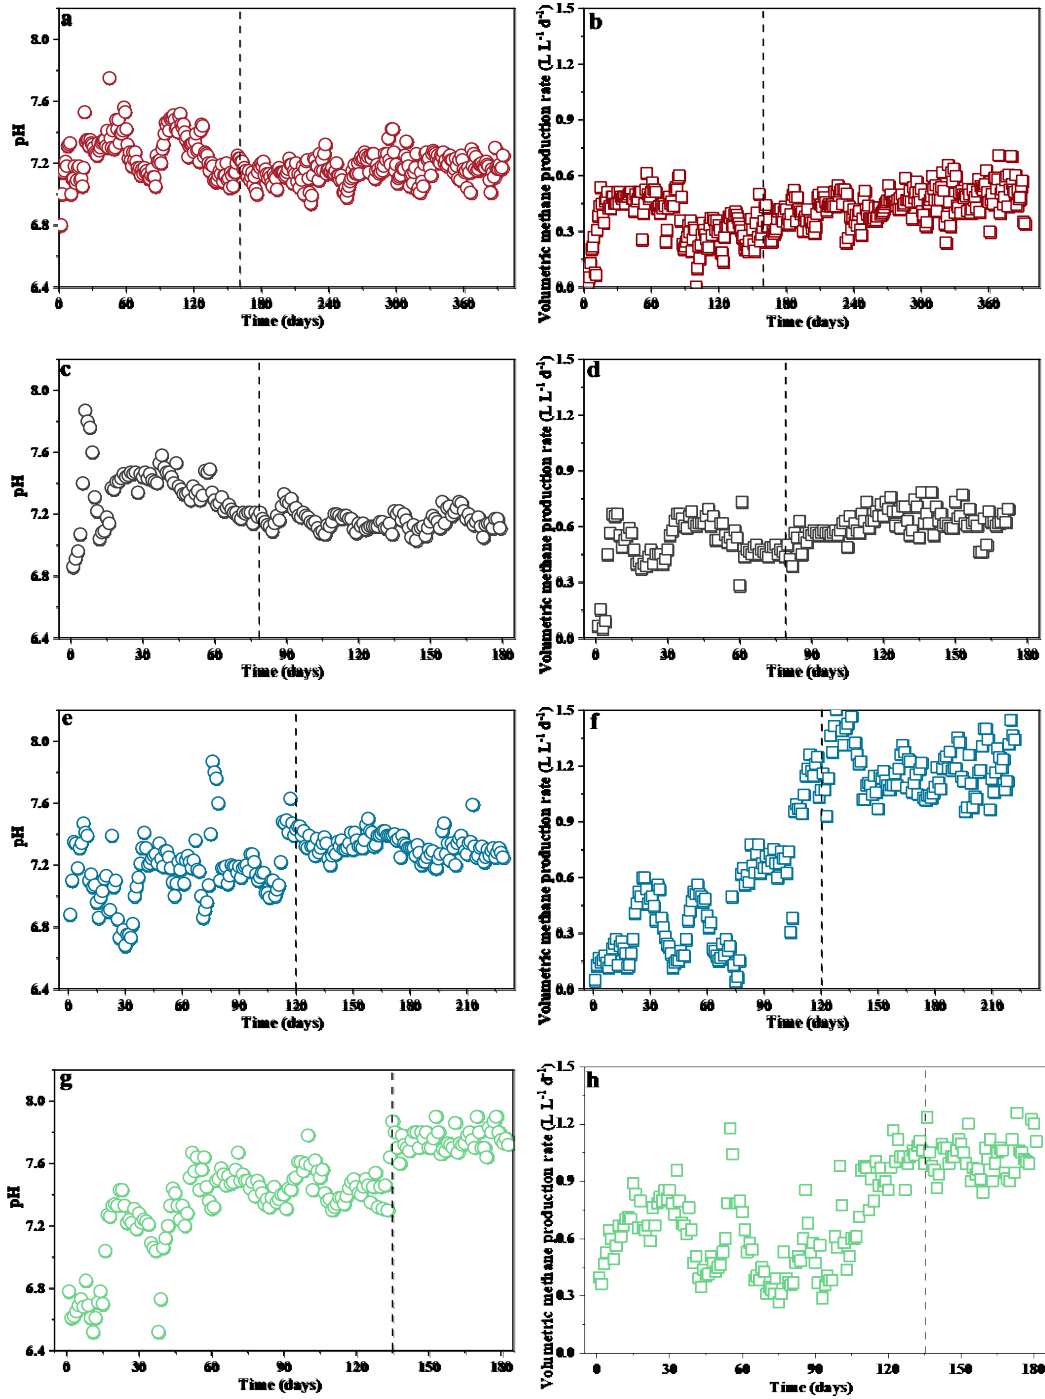 a
8.0
7.6
7.2
6.8
6.4
pH
0 60 120 180 240 300 360
Time (days)
b
1.5
1.2
0.9
0.6
0.3
0.0
Volumetric methane production rate (L L⁻¹ d⁻¹)
0 60 120 180 240 300 360
Time (days)
c
8.0
7.6
7.2
6.8
6.4
pH
0 30 60 90 120 150 180
Time (days)
d
1.5
1.2
0.9
0.6
0.3
0.0
Volumetric methane production rate (L L⁻¹ d⁻¹)
0 30 60 90 120 150 180
Time (days)
e
8.0
7.6
7.2
6.8
6.4
pH
0 30 60 90 120 150 180 210
Time (days)
f
1.5
1.2
0.9
0.6
0.3
0.0
Volumetric methane production rate (L L⁻¹ d⁻¹)
0 30 60 90 120 150 180 210
Time (days)
g
8.0
7.6
7.2
6.8
6.4
pH
0 30 60 90 120 150 180
Time (days)
h
1.5
1.2
0.9
0.6
0.3
0.0
Volumetric methane production rate (L L⁻¹ d⁻¹)
0 30 60 90 120 150 180
Time (days)